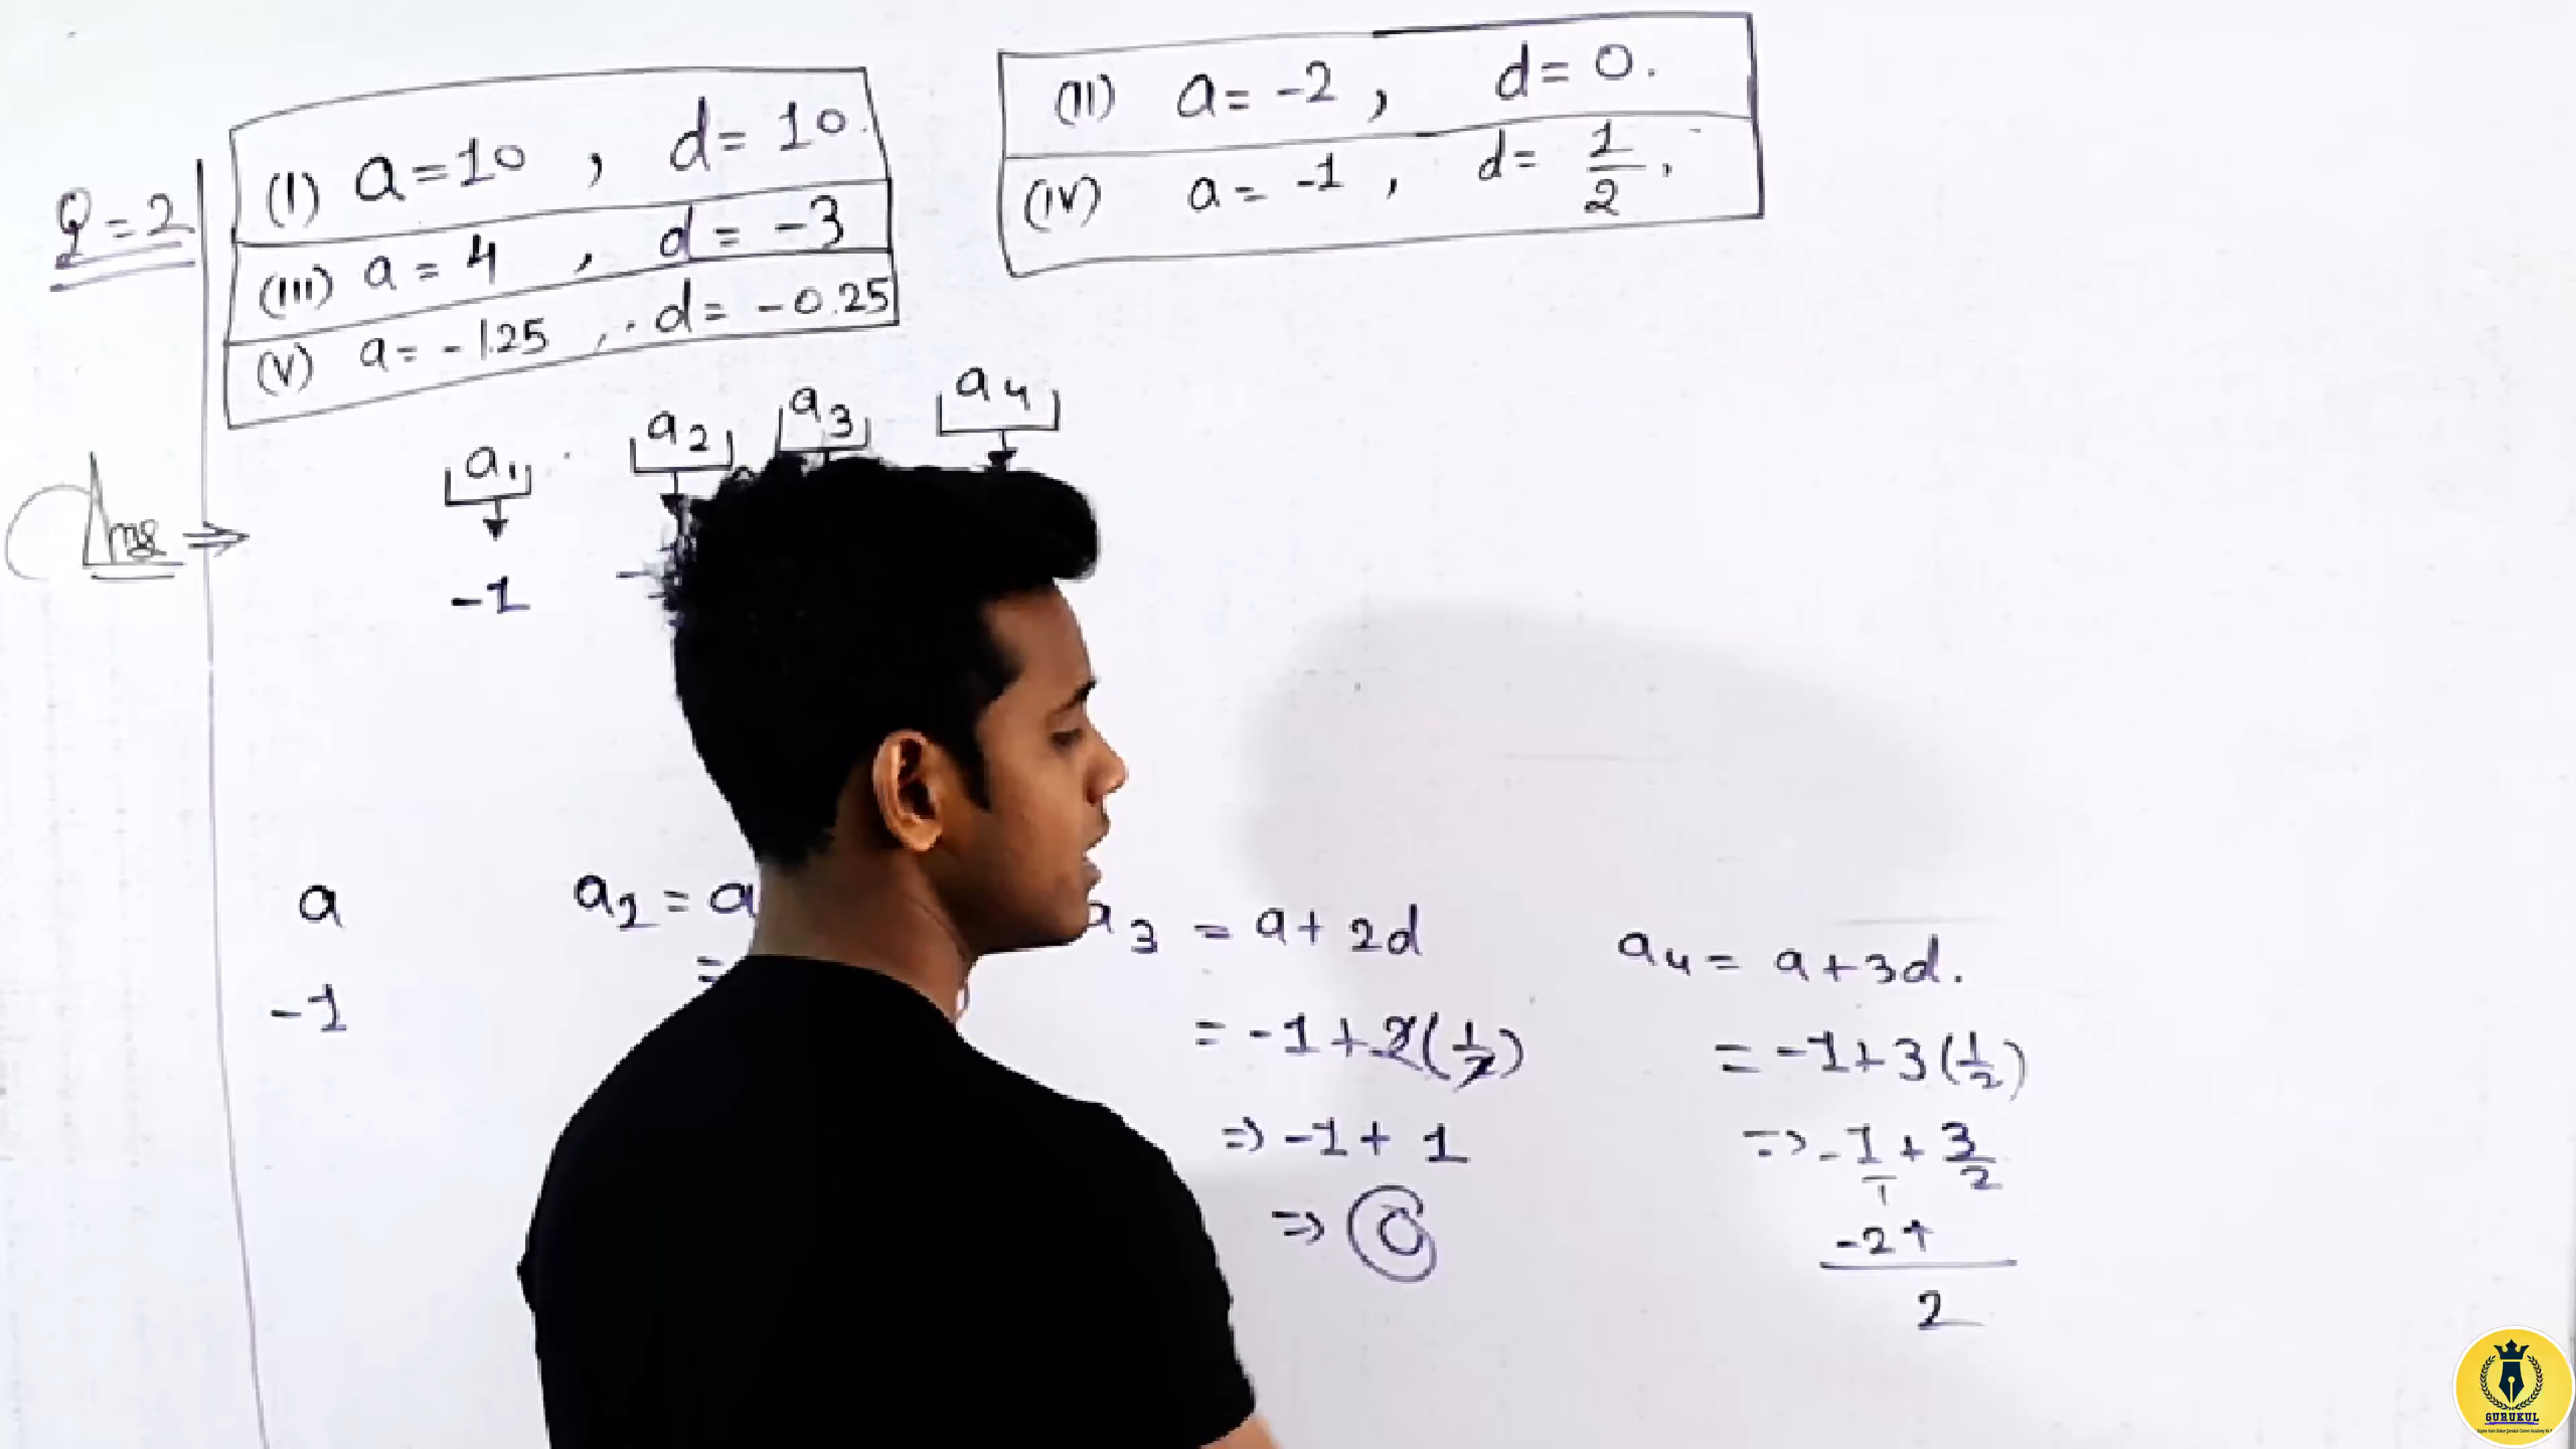 Q=2
(I) a=10 , d=10.
(II) a=-2, d=0.
(III) a=4 , d=-3
(IV) a=-1, d=1/2.
(V) a=-1.25 , d=-0.25
a₁ a₂ a₃ a₄
Ans ⇒
-1 -
a
-1
a₂ = a
=
a₃ = a+2d
= -1+2(1/2)
⇒ -1+1
⇒ 0
a₄ = a+3d.
= -1+3(1/2)
⇒ -1/1 + 3/2
-2+
2
GURUKUL